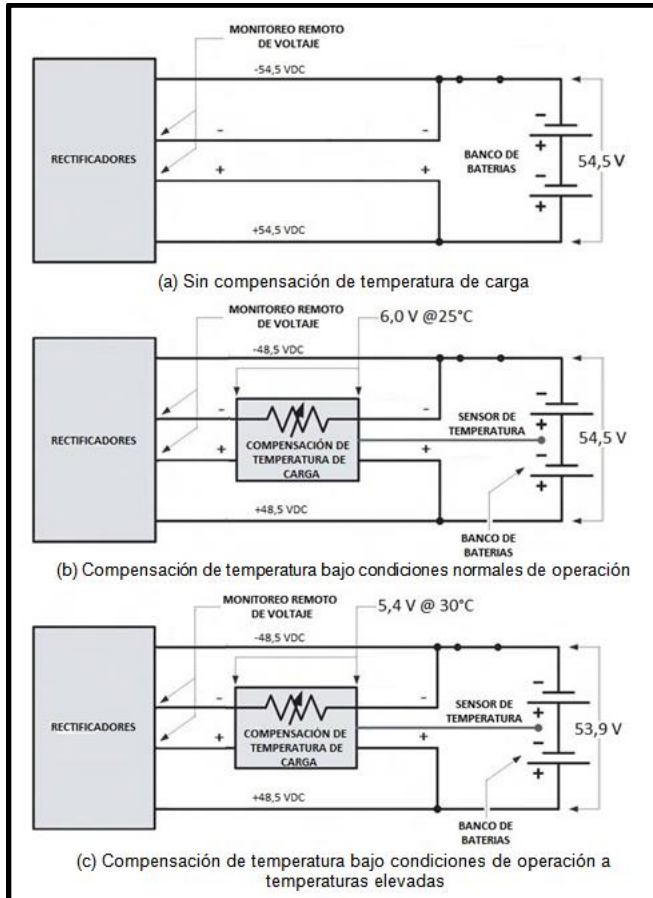 MONITOREO REMOTO
DE VOLTAJE
-54,5 VDC
RECTIFICADORES
-
-
+
+
BANCO DE
BATERIAS
-
+
-
+
54,5 V
+54,5 VDC
(a) Sin compensación de temperatura de carga
MONITOREO REMOTO
DE VOLTAJE
6,0 V @25°C
-48,5 VDC
RECTIFICADORES
-
-
+
+
COMPENSACIÓN DE
TEMPERATURA DE
CARGA
SENSOR DE
TEMPERATURA
-
+
-
+
54,5 V
+48,5 VDC
BANCO DE
BATERIAS
(b) Compensación de temperatura bajo condiciones normales de operación
MONITOREO REMOTO
DE VOLTAJE
5,4 V @ 30°C
-48,5 VDC
RECTIFICADORES
-
-
+
+
COMPENSACIÓN DE
TEMPERATURA DE
CARGA
SENSOR DE
TEMPERATURA
-
+
-
+
53,9 V
+48,5 VDC
BANCO DE
BATERIAS
(c) Compensación de temperatura bajo condiciones de operación a
temperaturas elevadas